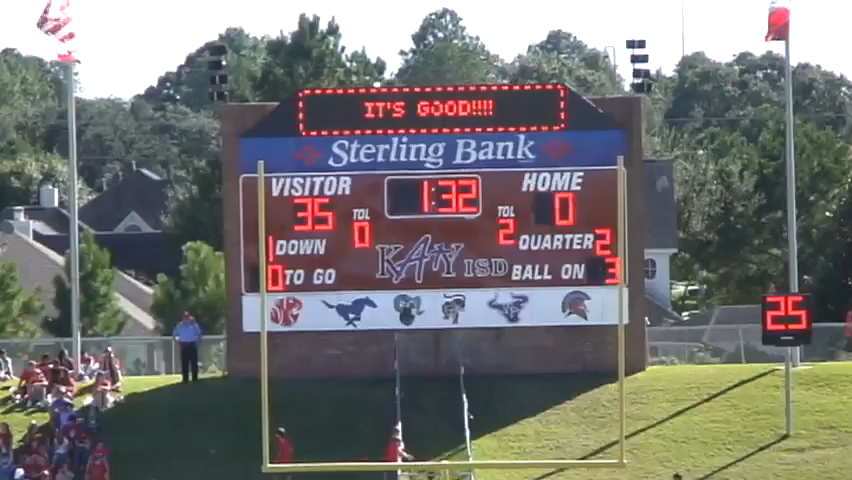 IT'S GOOD!!!!
Sterling Bank
VISITOR 1:32 HOME
35 TOL 0 TOL 2 0
1 DOWN QUARTER 2
0 TO GO KATY ISD BALL ON 3
25